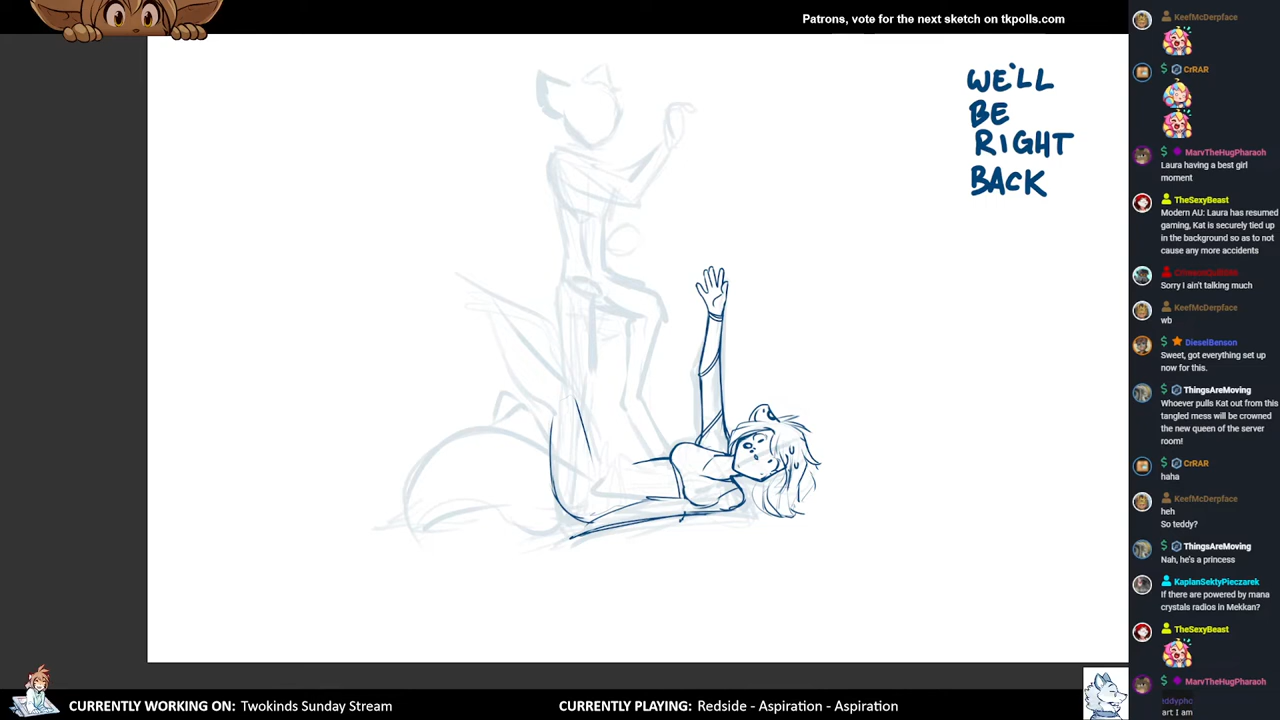 Patrons, vote for the next sketch on tkpolls.com
WE'LL
BE
RIGHT
BACK
KeefMcDerpface
CrRAR
MarvTheHugPharaoh
Laura having a best girl
moment
TheSexyBeast
Modern AU: Laura has resumed
gaming, Kat is securely tied up
in the background so as to not
cause any more accidents
Sorry I ain't talking much
KeefMcDerpface
wb
DieselBenson
Sweet, got everything set up
now for this.
ThingsAreMoving
Whoever pulls Kat out from this
tangled mess will be crowned
the new queen of the server
room!
CrRAR
haha
KeefMcDerpface
heh
So teddy?
ThingsAreMoving
Nah, he's a princess
KaplanSektyPieczarek
If there are powered by mana
crystals radios in Mekkan?
TheSexyBeast
MarvTheHugPharaoh
eddyphc
art I am
CURRENTLY WORKING ON: Twokinds Sunday Stream
CURRENTLY PLAYING: Redside - Aspiration - Aspiration